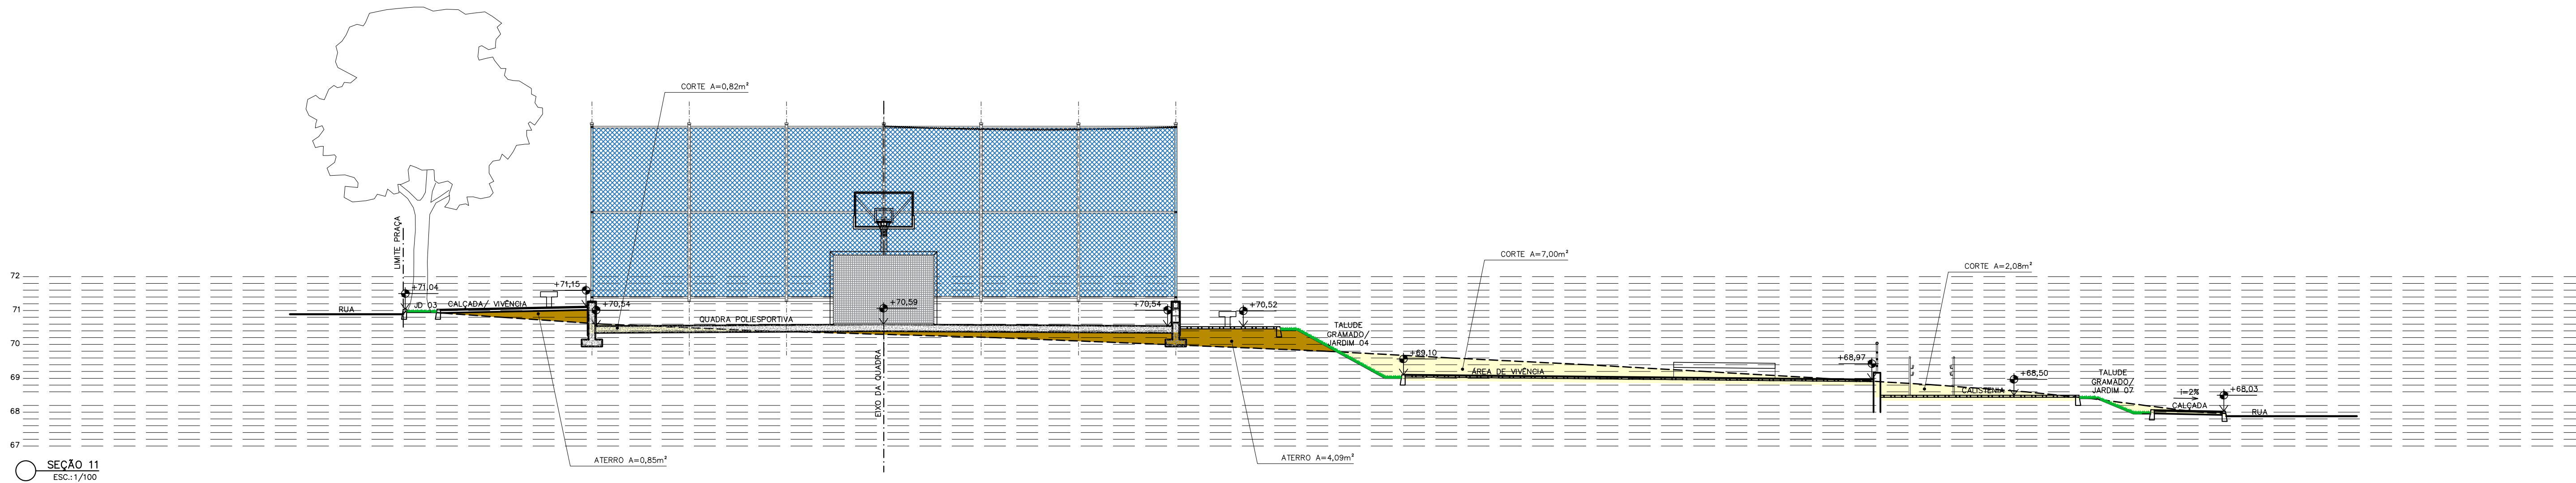 CORTE A=0,82m²
LIMITE PRAÇA
CORTE A=7,00m²
CORTE A=2,08m²
72
71
70
69
68
67
RUA
+71,04
JD 03
CALÇADA/ VIVÊNCIA
+71,15
+70,54
QUADRA POLIESPORTIVA
+70,59
EIXO DA QUADRA
+70,54
+70,52
TALUDE
GRAMADO/
JARDIM 04
+69,10
ÁREA DE VIVÊNCIA
+68,97
CALISTENIA
+68,50
TALUDE
GRAMADO/
JARDIM 07
i=2%
CALÇADA
+68,03
RUA
ATERRO A=0,85m²
ATERRO A=4,09m²
SEÇÃO 11
ESC.:1/100